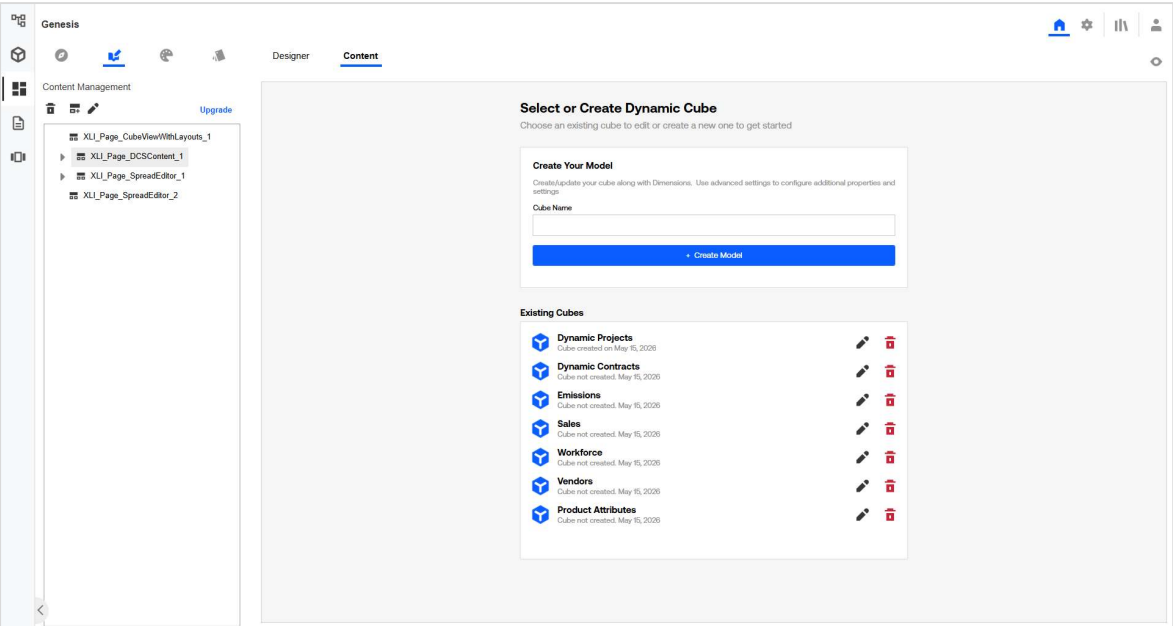 Genesis
Designer
Content
Content Management
Upgrade
XLI_Page_CubeViewWithLayouts_1
XLI_Page_DCSContent_1
XLI_Page_SpreadEditor_1
XLI_Page_SpreadEditor_2
Select or Create Dynamic Cube
Choose an existing cube to edit or create a new one to get started
Create Your Model
Create/update your cube along with Dimensions. Use advanced settings to configure additional properties and
settings
Cube Name
+ Create Model
Existing Cubes
Dynamic Projects
Cube created on May 15, 2026
Dynamic Contracts
Cube not created. May 15, 2026
Emissions
Cube not created. May 15, 2026
Sales
Cube not created. May 15, 2026
Workforce
Cube not created. May 15, 2026
Vendors
Cube not created. May 15, 2026
Product Attributes
Cube not created. May 15, 2026